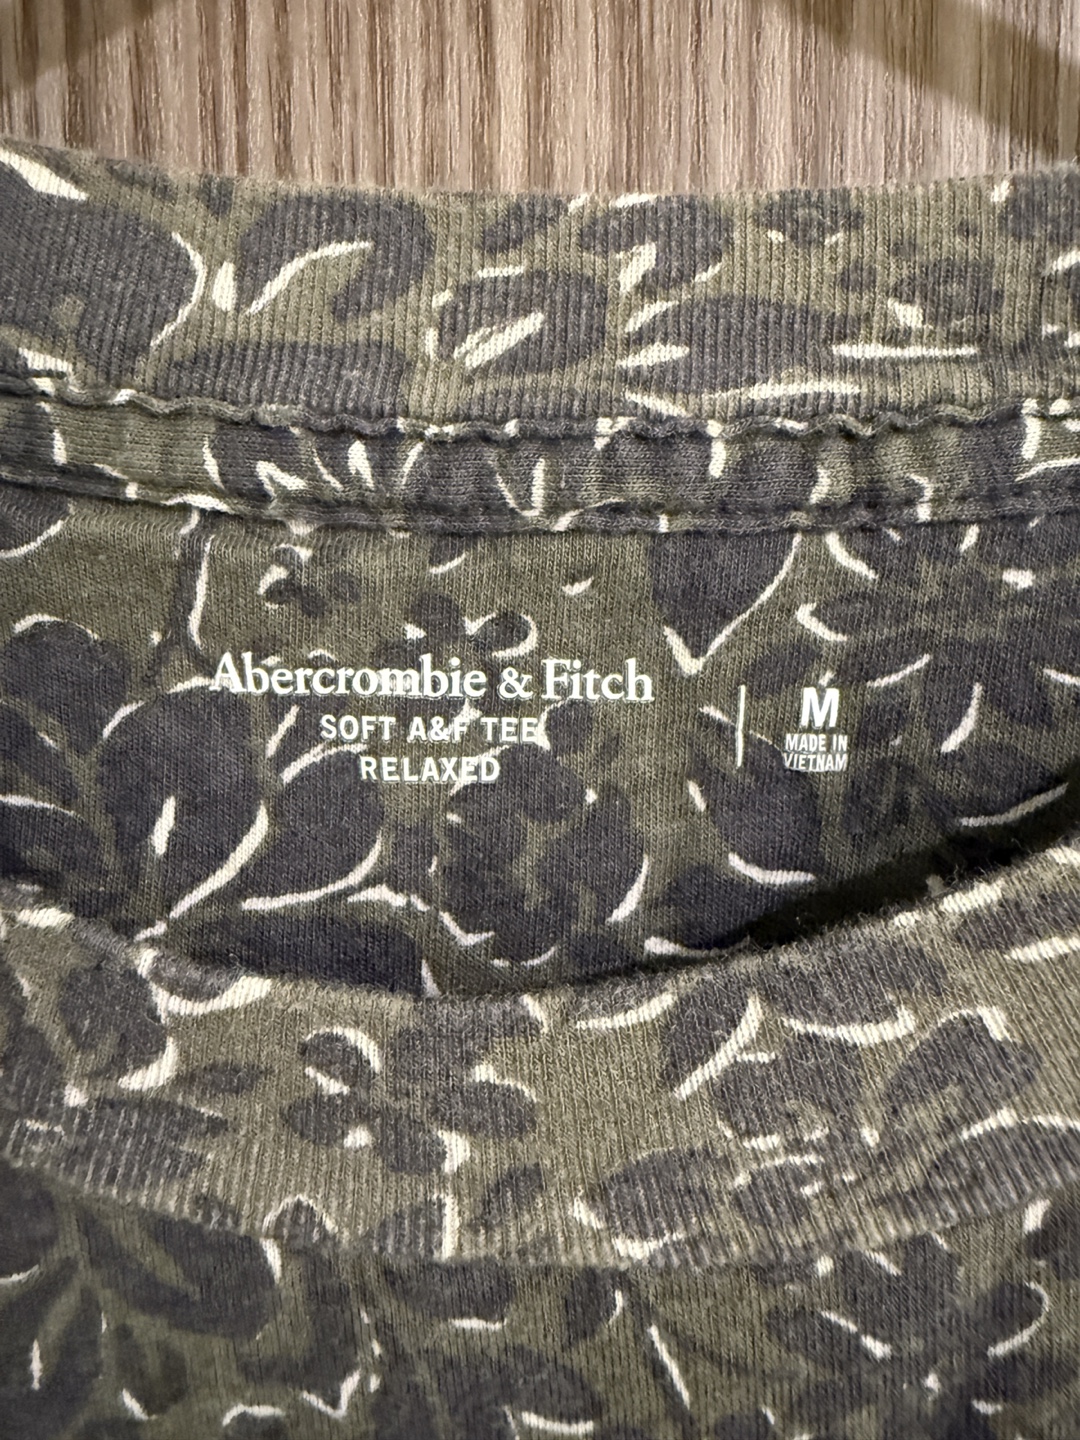 Abercrombie & Fitch
SOFT A&F TEE
RELAXED
M
MADE IN
VIETNAM